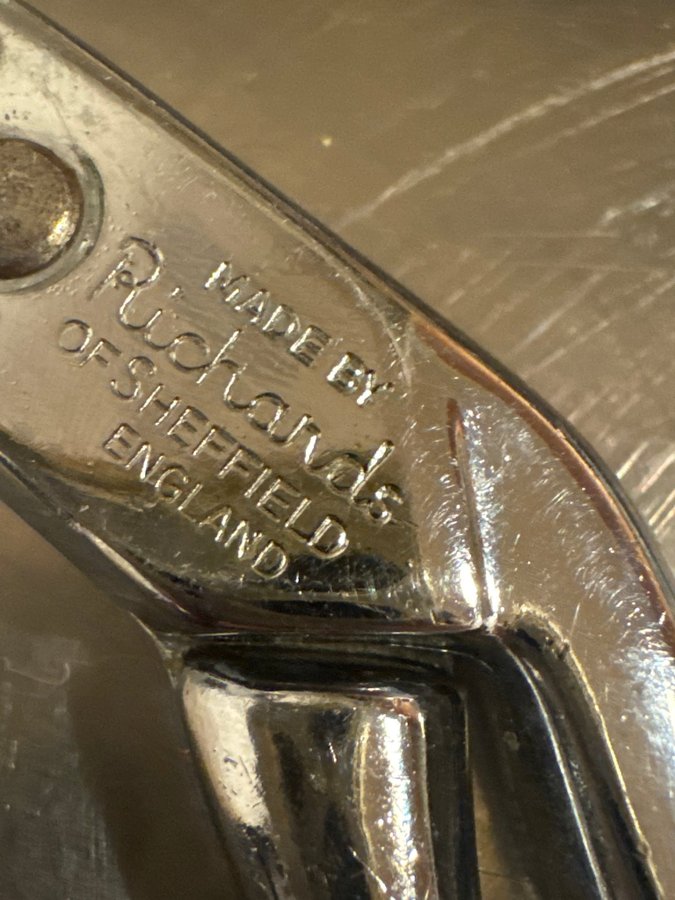 MADE BY
Richards
OF SHEFFIELD
ENGLAND